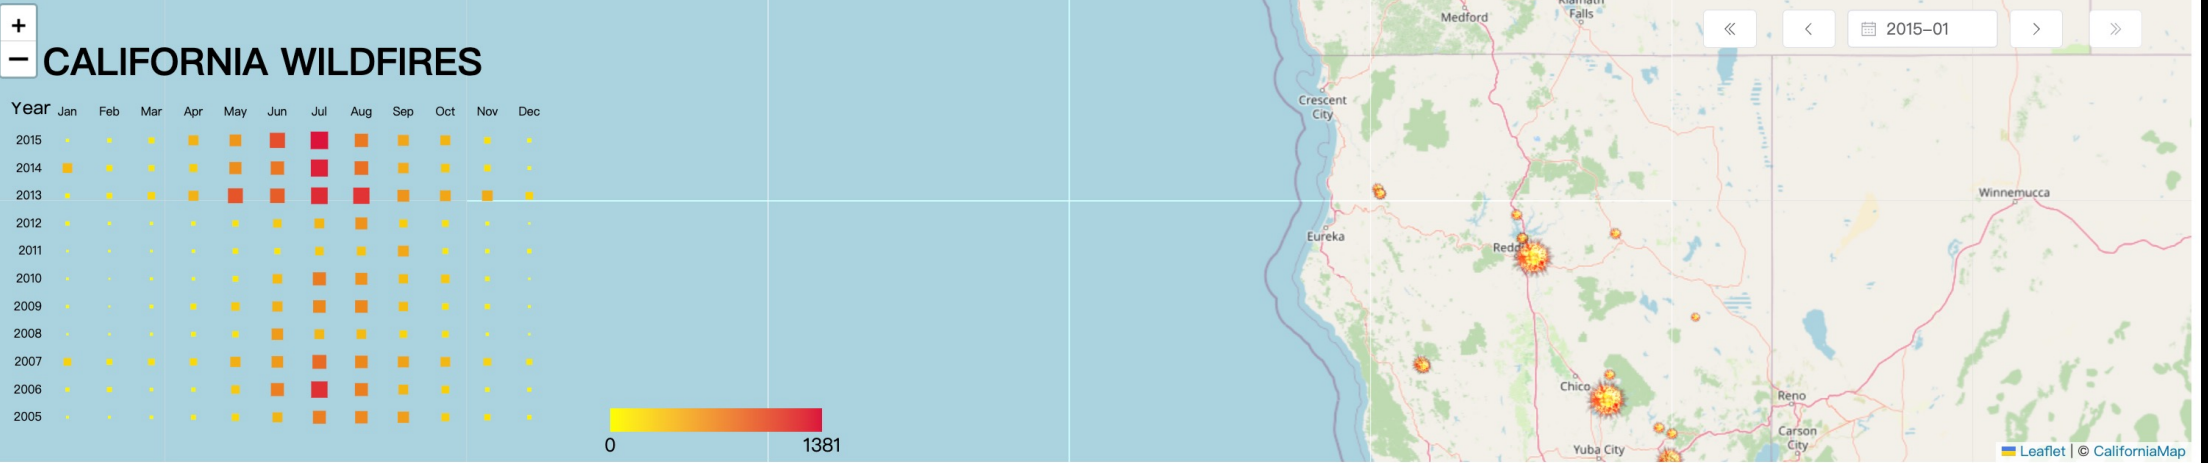 +
−
CALIFORNIA WILDFIRES
Year Jan Feb Mar Apr May Jun Jul Aug Sep Oct Nov Dec
2015
2014
2013
2012
2011
2010
2009
2008
2007
2006
2005
0 1381
Medford
Klamath
Falls
« ‹ 2015-01 › »
Crescent
City
Winnemucca
Eureka
Redd
Chico
Reno
Carson
City
Yuba City
Leaflet | © CaliforniaMap